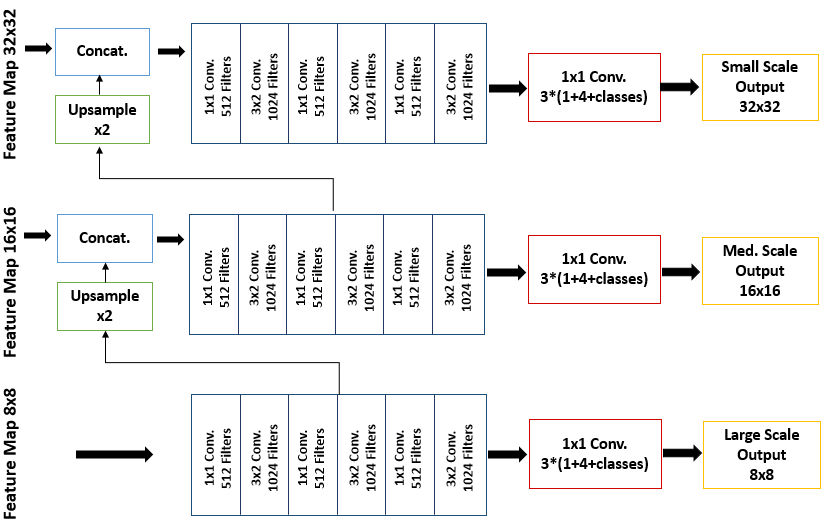 Feature Map 32x32
Concat.
Upsample
x2
1x1 Conv.
512 Filters
3x2 Conv.
1024 Filters
1x1 Conv.
512 Filters
3x2 Conv.
1024 Filters
1x1 Conv.
512 Filters
3x2 Conv.
1024 Filters
1x1 Conv.
3*(1+4+classes)
Small Scale
Output
32x32
Feature Map 16x16
Concat.
Upsample
x2
1x1 Conv.
512 Filters
3x2 Conv.
1024 Filters
1x1 Conv.
512 Filters
3x2 Conv.
1024 Filters
1x1 Conv.
512 Filters
3x2 Conv.
1024 Filters
1x1 Conv.
3*(1+4+classes)
Med. Scale
Output
16x16
Feature Map 8x8
1x1 Conv.
512 Filters
3x2 Conv.
1024 Filters
1x1 Conv.
512 Filters
3x2 Conv.
1024 Filters
1x1 Conv.
512 Filters
3x2 Conv.
1024 Filters
1x1 Conv.
3*(1+4+classes)
Large Scale
Output
8x8